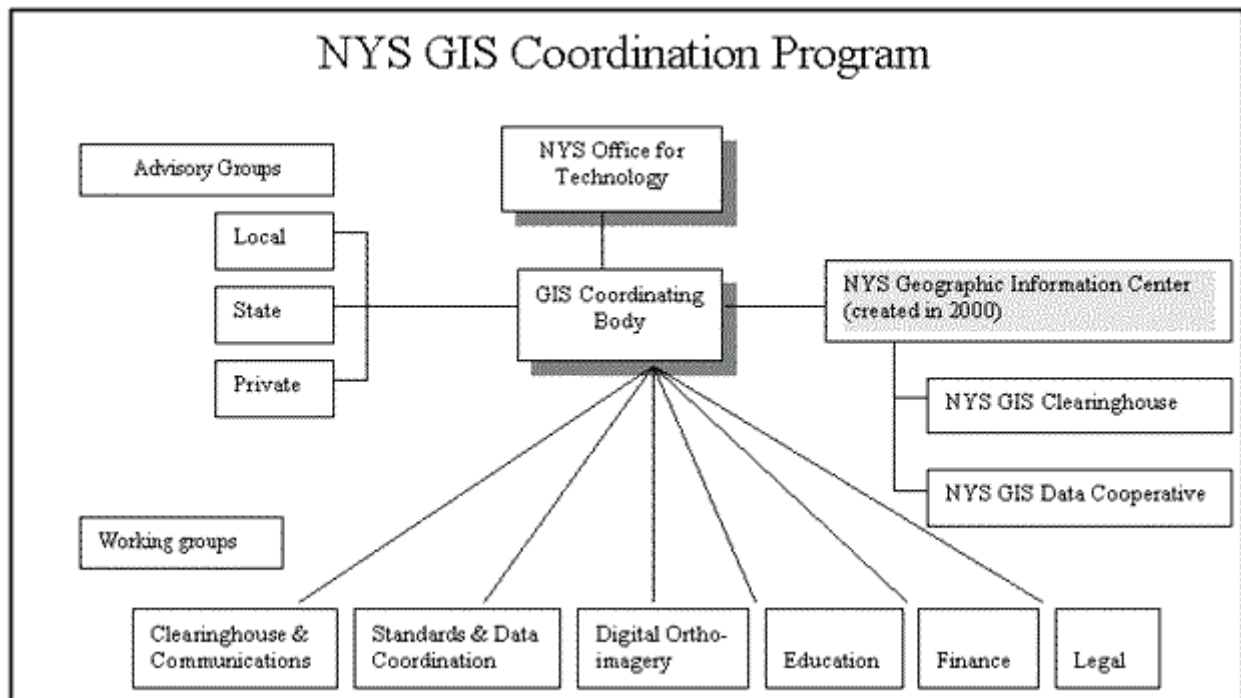 NYS GIS Coordination Program
Advisory Groups
NYS Office for
Technology
Local
State
Private
GIS Coordinating
Body
NYS Geographic Information Center
(created in 2000)
NYS GIS Clearinghouse
NYS GIS Data Cooperative
Working groups
Clearinghouse &
Communications
Standards & Data
Coordination
Digital Ortho-
imagery
Education
Finance
Legal